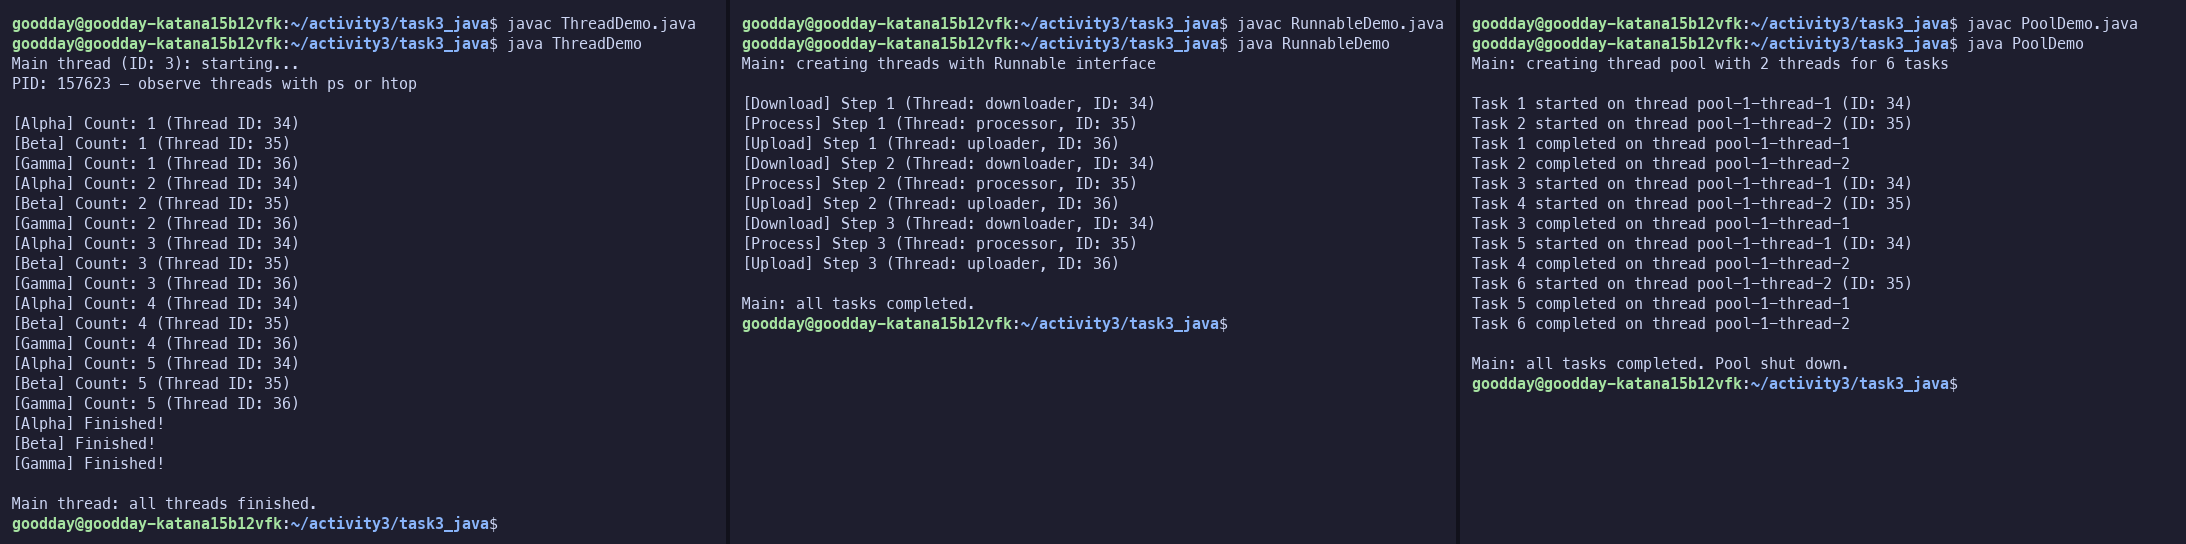 goodday@goodday-katana15b12vfk:~/activity3/task3_java$ javac ThreadDemo.java
goodday@goodday-katana15b12vfk:~/activity3/task3_java$ java ThreadDemo
Main thread (ID: 3): starting...
PID: 157623 — observe threads with ps or htop

[Alpha] Count: 1 (Thread ID: 34)
[Beta] Count: 1 (Thread ID: 35)
[Gamma] Count: 1 (Thread ID: 36)
[Alpha] Count: 2 (Thread ID: 34)
[Beta] Count: 2 (Thread ID: 35)
[Gamma] Count: 2 (Thread ID: 36)
[Alpha] Count: 3 (Thread ID: 34)
[Beta] Count: 3 (Thread ID: 35)
[Gamma] Count: 3 (Thread ID: 36)
[Alpha] Count: 4 (Thread ID: 34)
[Beta] Count: 4 (Thread ID: 35)
[Gamma] Count: 4 (Thread ID: 36)
[Alpha] Count: 5 (Thread ID: 34)
[Beta] Count: 5 (Thread ID: 35)
[Gamma] Count: 5 (Thread ID: 36)
[Alpha] Finished!
[Beta] Finished!
[Gamma] Finished!

Main thread: all threads finished.
goodday@goodday-katana15b12vfk:~/activity3/task3_java$
goodday@goodday-katana15b12vfk:~/activity3/task3_java$ javac RunnableDemo.java
goodday@goodday-katana15b12vfk:~/activity3/task3_java$ java RunnableDemo
Main: creating threads with Runnable interface

[Download] Step 1 (Thread: downloader, ID: 34)
[Process] Step 1 (Thread: processor, ID: 35)
[Upload] Step 1 (Thread: uploader, ID: 36)
[Download] Step 2 (Thread: downloader, ID: 34)
[Process] Step 2 (Thread: processor, ID: 35)
[Upload] Step 2 (Thread: uploader, ID: 36)
[Download] Step 3 (Thread: downloader, ID: 34)
[Process] Step 3 (Thread: processor, ID: 35)
[Upload] Step 3 (Thread: uploader, ID: 36)

Main: all tasks completed.
goodday@goodday-katana15b12vfk:~/activity3/task3_java$
goodday@goodday-katana15b12vfk:~/activity3/task3_java$ javac PoolDemo.java
goodday@goodday-katana15b12vfk:~/activity3/task3_java$ java PoolDemo
Main: creating thread pool with 2 threads for 6 tasks

Task 1 started on thread pool-1-thread-1 (ID: 34)
Task 2 started on thread pool-1-thread-2 (ID: 35)
Task 1 completed on thread pool-1-thread-1
Task 2 completed on thread pool-1-thread-2
Task 3 started on thread pool-1-thread-1 (ID: 34)
Task 4 started on thread pool-1-thread-2 (ID: 35)
Task 3 completed on thread pool-1-thread-1
Task 5 started on thread pool-1-thread-1 (ID: 34)
Task 4 completed on thread pool-1-thread-2
Task 6 started on thread pool-1-thread-2 (ID: 35)
Task 5 completed on thread pool-1-thread-1
Task 6 completed on thread pool-1-thread-2

Main: all tasks completed. Pool shut down.
goodday@goodday-katana15b12vfk:~/activity3/task3_java$